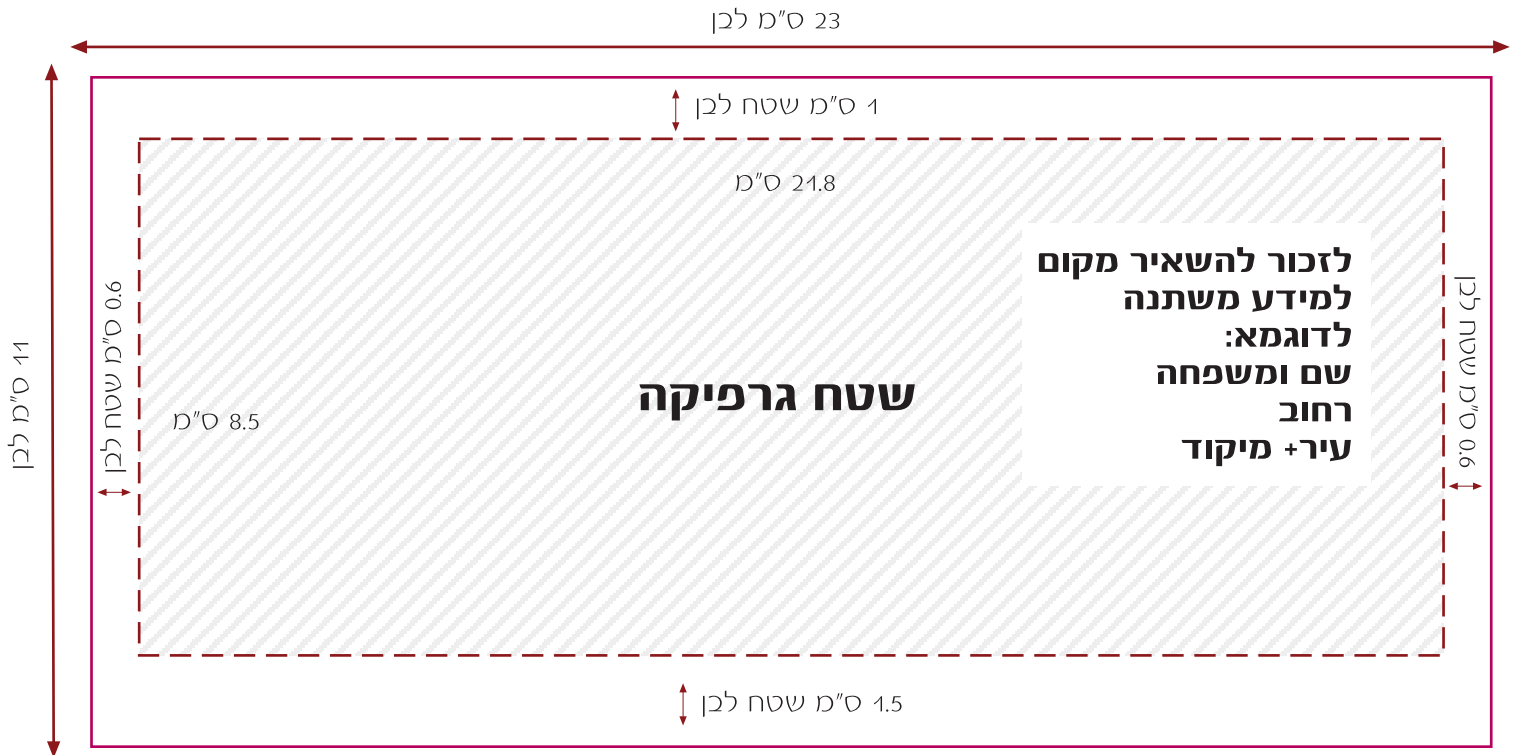 23 ס"מ לבן
1 ס"מ שטח לבן
21.8 ס"מ
לזכור להשאיר מקום
למידע משתנה
לדוגמא:
שם ומשפחה
רחוב
עיר+ מיקוד
0.6 ס"מ שטח לבן
שטח גרפיקה
8.5 ס"מ
0.6 ס"מ שטח לבן
11 ס"מ לבן
1.5 ס"מ שטח לבן